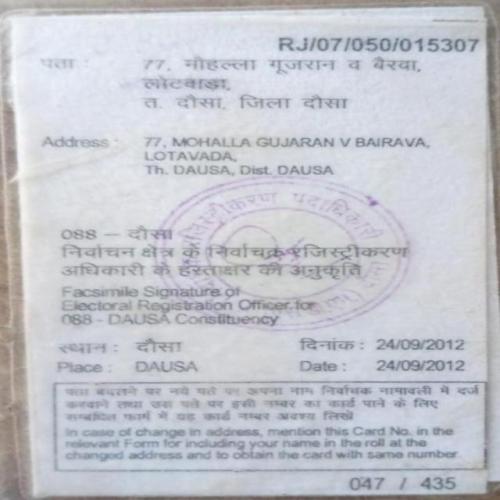 RJ/07/050/015307
पता : 77, मौहल्ला गूजरान व बैरवा,
लोटवाड़ा,
त. दौसा, जिला दौसा
Address : 77, MOHALLA GUJARAN V BAIRAVA,
LOTAVADA,
Th. DAUSA, Dist. DAUSA
088 – दौसा
निर्वाचन क्षेत्र के निर्वाचक रजिस्ट्रीकरण
अधिकारी के हस्ताक्षर की अनुकृति
Facsimile Signature of
Electoral Registration Officer for
088 - DAUSA Constituency
स्थान : दौसा दिनांक : 24/09/2012
Place : DAUSA Date : 24/09/2012
पता बदलने पर नये पते पर अपना नाम निर्वाचक नामावली में दर्ज
करवाने तथा उस पते पर इसी नम्बर का कार्ड पाने के लिए
सम्बंधित फार्म में यह कार्ड नम्बर अवश्य लिखें
In case of change in address, mention this Card No. in the
relevant Form for including your name in the roll at the
changed address and to obtain the card with same number.
047 / 435